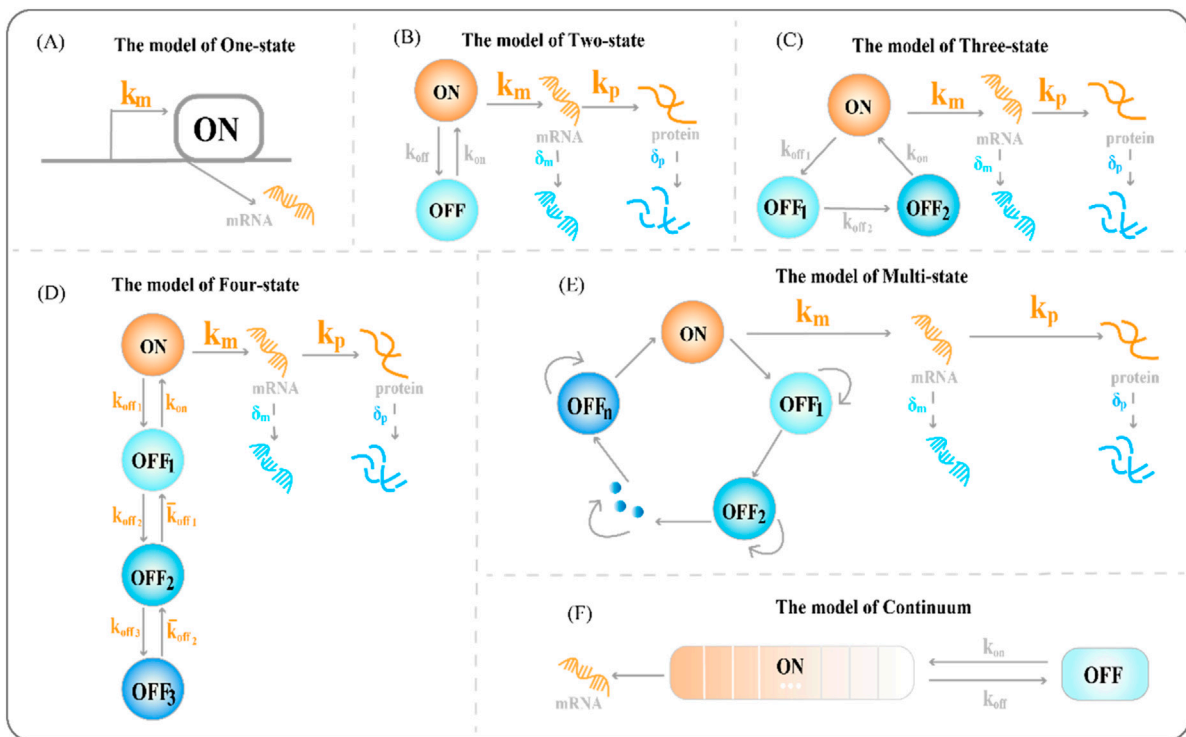 (A)
The model of One-state
km
ON
mRNA
(B)
The model of Two-state
ON
km
kp
mRNA
protein
koff
kon
δm
δp
OFF
(C)
The model of Three-state
ON
km
kp
mRNA
protein
koff1
kon
δm
δp
OFF1
OFF2
koff2
(D)
The model of Four-state
ON
km
kp
mRNA
protein
koff1
kon
δm
δp
OFF1
koff2
k̄off1
OFF2
koff3
k̄off2
OFF3
(E)
The model of Multi-state
ON
km
kp
mRNA
protein
OFFn
OFF1
δm
δp
OFF2
(F)
The model of Continuum
ON
kon
OFF
koff
mRNA